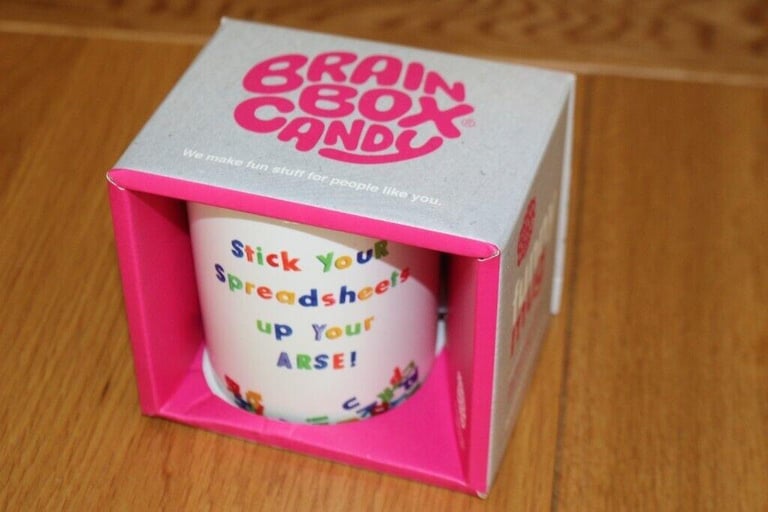 BRAIN
BOX
CANDY®
We make fun stuff for people like you.
Stick YouR
Spreadsheets
up Your
ARSE!